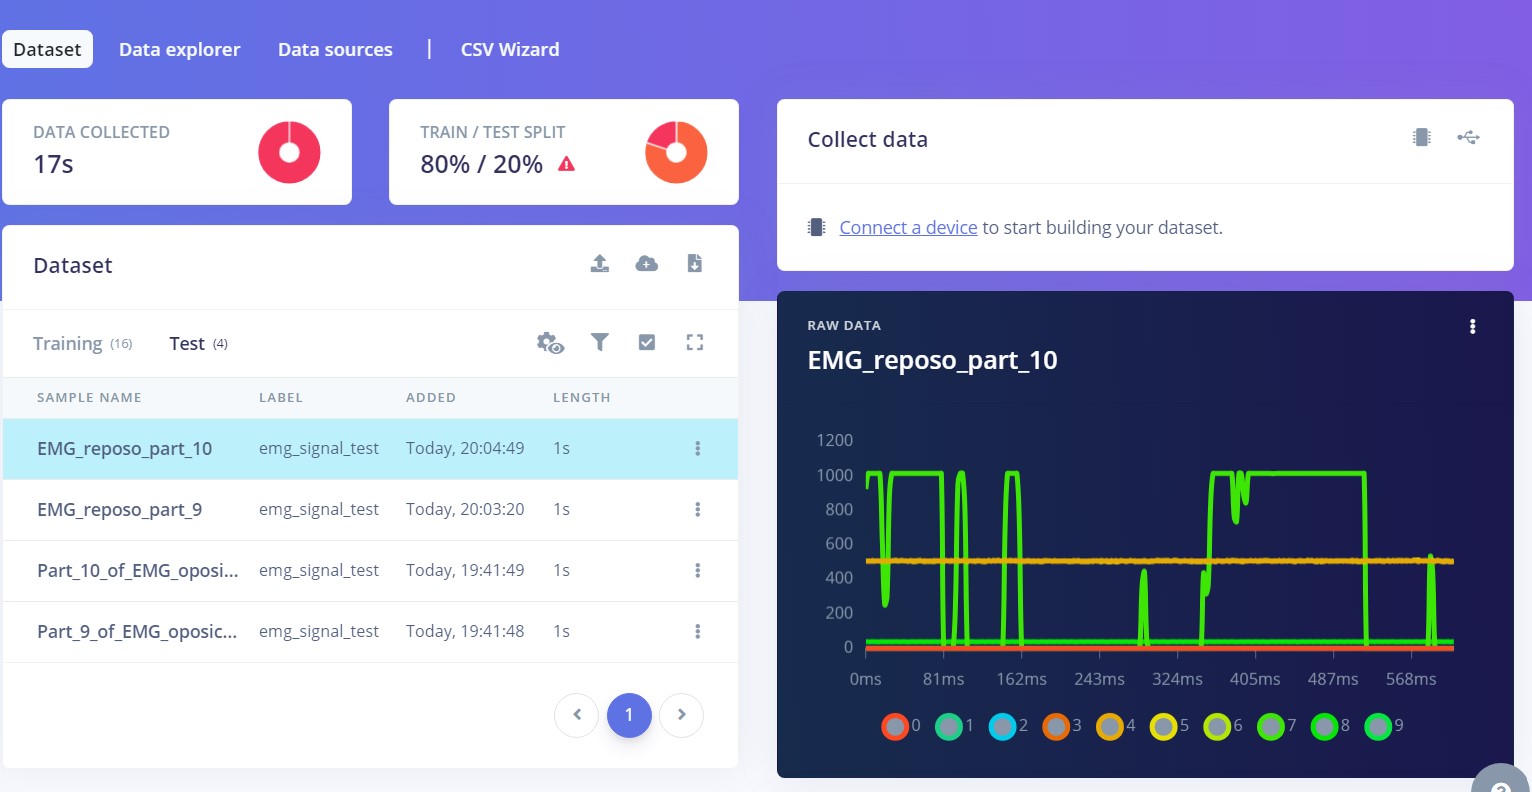 Dataset Data explorer Data sources | CSV Wizard
DATA COLLECTED
17s
TRAIN / TEST SPLIT
80% / 20%
Dataset
Training (16) Test (4)
SAMPLE NAME LABEL ADDED LENGTH
EMG_reposo_part_10 emg_signal_test Today, 20:04:49 1s
EMG_reposo_part_9 emg_signal_test Today, 20:03:20 1s
Part_10_of_EMG_oposi... emg_signal_test Today, 19:41:49 1s
Part_9_of_EMG_oposic... emg_signal_test Today, 19:41:48 1s
1
Collect data
Connect a device to start building your dataset.
RAW DATA
EMG_reposo_part_10
1200
1000
800
600
400
200
0
0ms 81ms 162ms 243ms 324ms 405ms 487ms 568ms
0 1 2 3 4 5 6 7 8 9